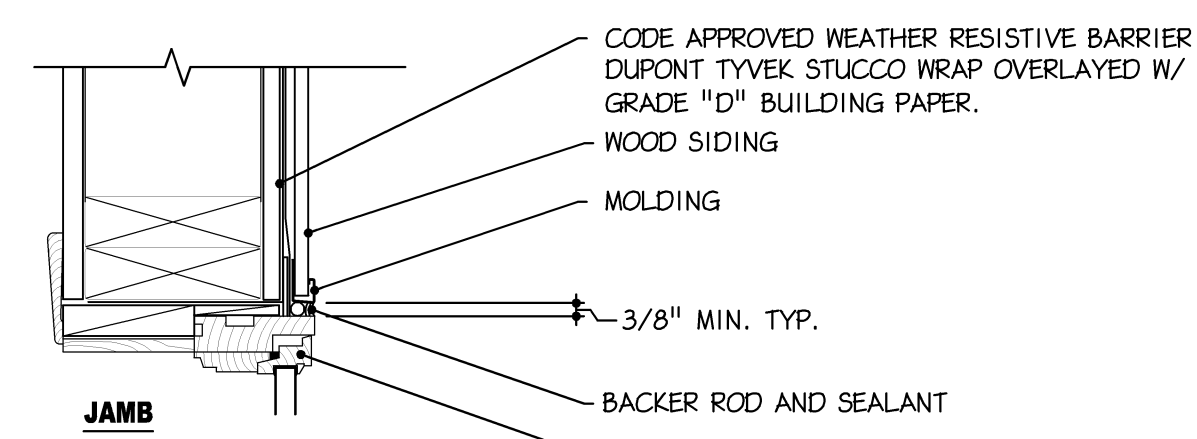 CODE APPROVED WEATHER RESISTIVE BARRIER
DUPONT TYVEK STUCCO WRAP OVERLAYED W/
GRADE "D" BUILDING PAPER.
WOOD SIDING
MOLDING
3/8" MIN. TYP.
BACKER ROD AND SEALANT
JAMB